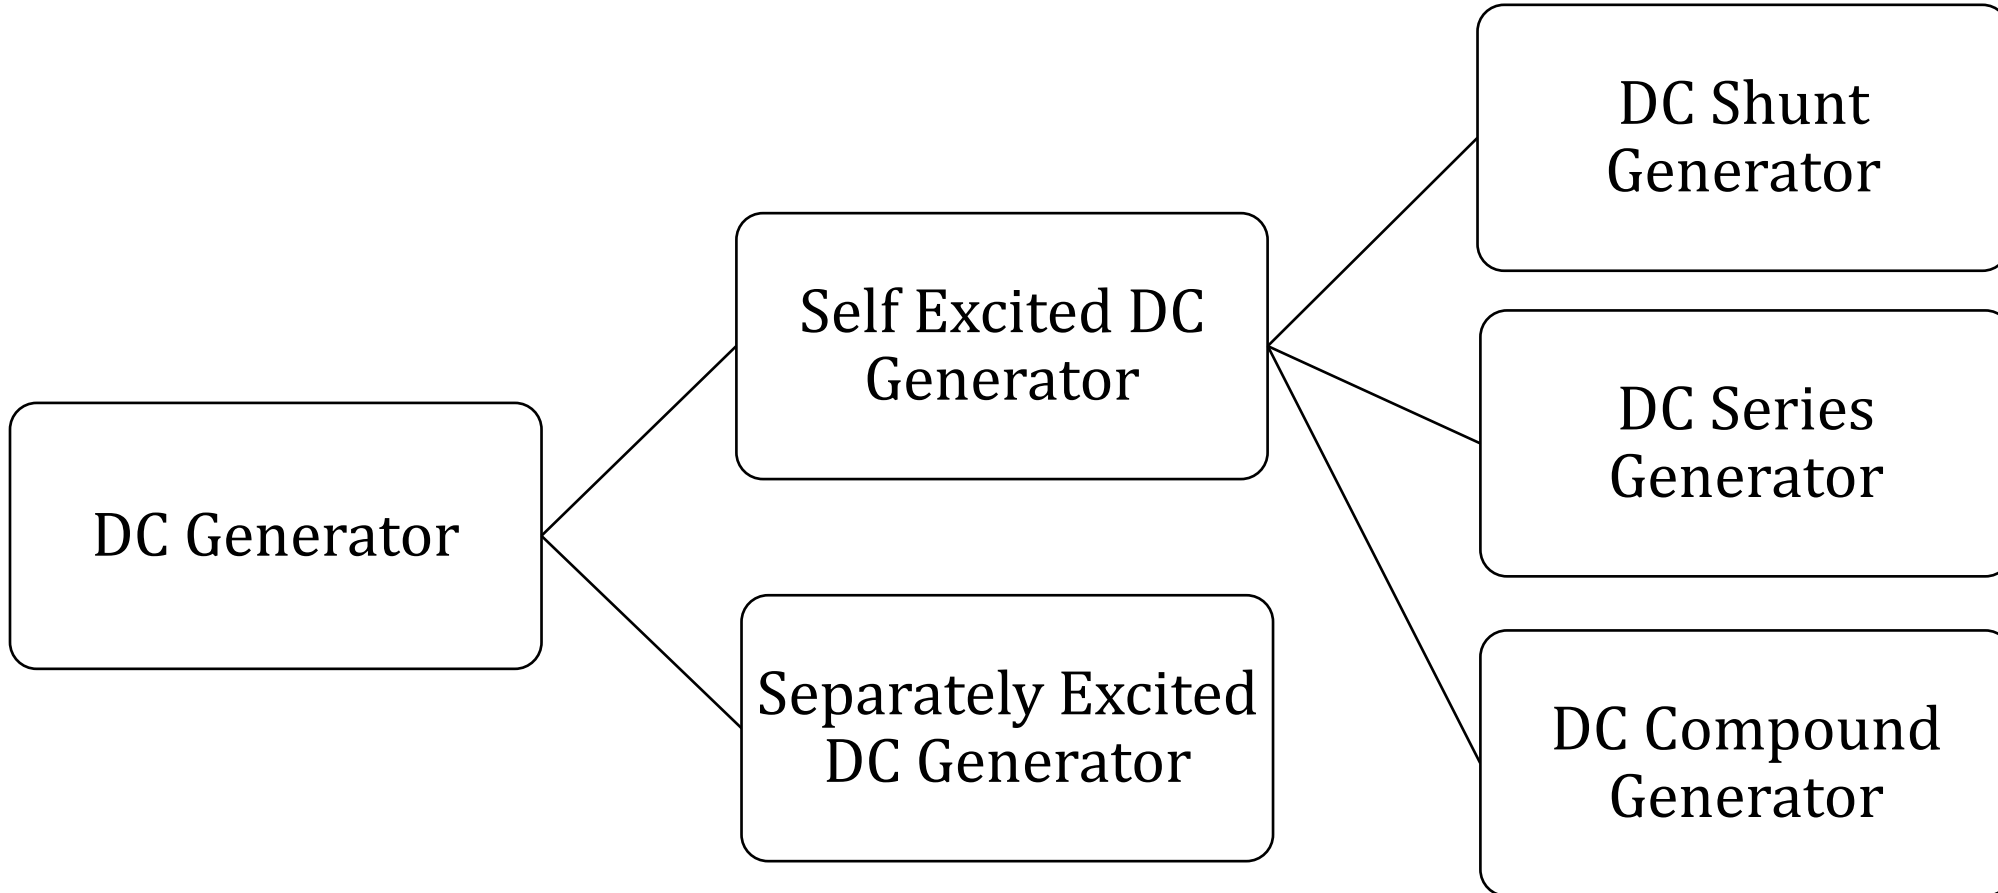 DC Generator
Self Excited DC
Generator
Separately Excited
DC Generator
DC Shunt
Generator
DC Series
Generator
DC Compound
Generator